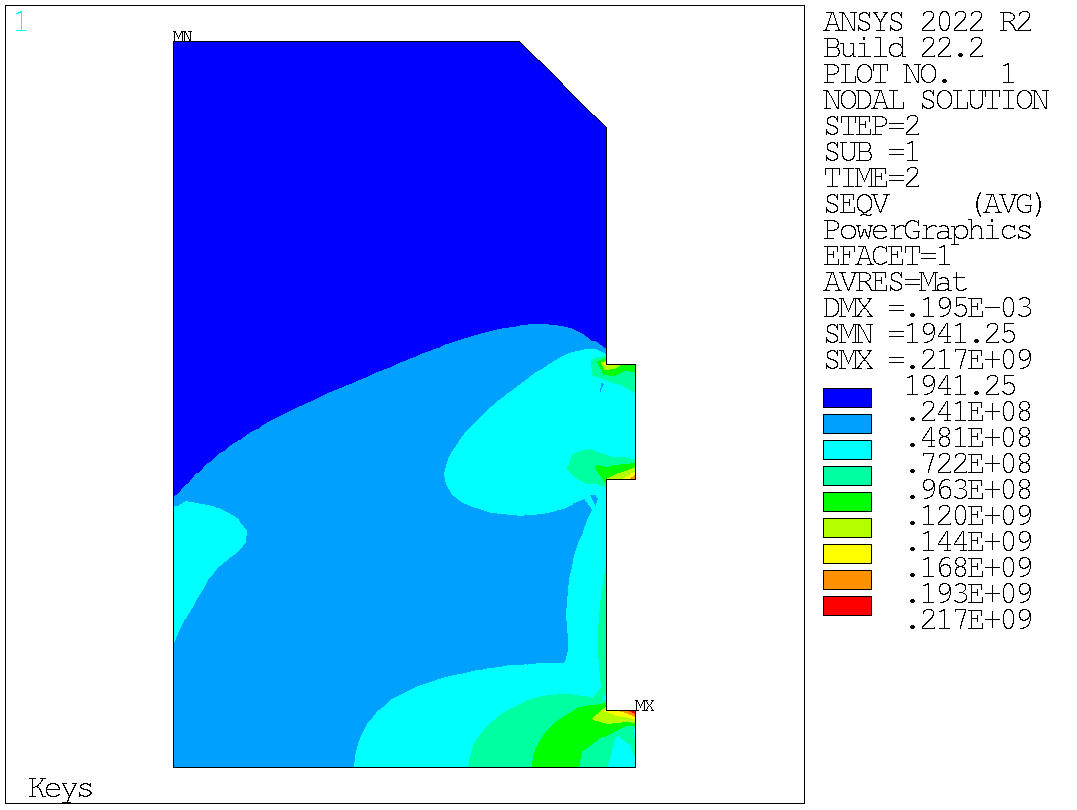 1
MN
MX
Keys
ANSYS 2022 R2
Build 22.2
PLOT NO.   1
NODAL SOLUTION
STEP=2
SUB =1
TIME=2
SEQV     (AVG)
PowerGraphics
EFACET=1
AVRES=Mat
DMX =.195E-03
SMN =1941.25
SMX =.217E+09
1941.25
.241E+08
.481E+08
.722E+08
.963E+08
.120E+09
.144E+09
.168E+09
.193E+09
.217E+09